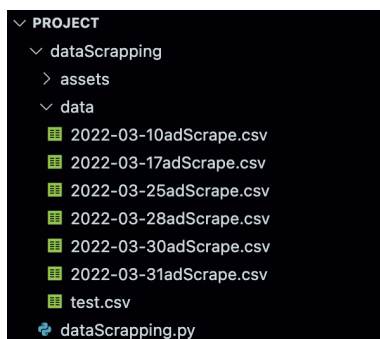 PROJECT
dataScrapping
assets
data
2022-03-10adScrape.csv
2022-03-17adScrape.csv
2022-03-25adScrape.csv
2022-03-28adScrape.csv
2022-03-30adScrape.csv
2022-03-31adScrape.csv
test.csv
dataScrapping.py